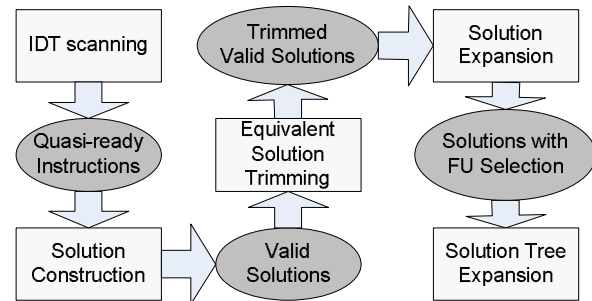 IDT scanning
Quasi-ready
Instructions
Solution
Construction
Valid
Solutions
Equivalent
Solution
Trimming
Trimmed
Valid Solutions
Solution
Expansion
Solutions with
FU Selection
Solution Tree
Expansion